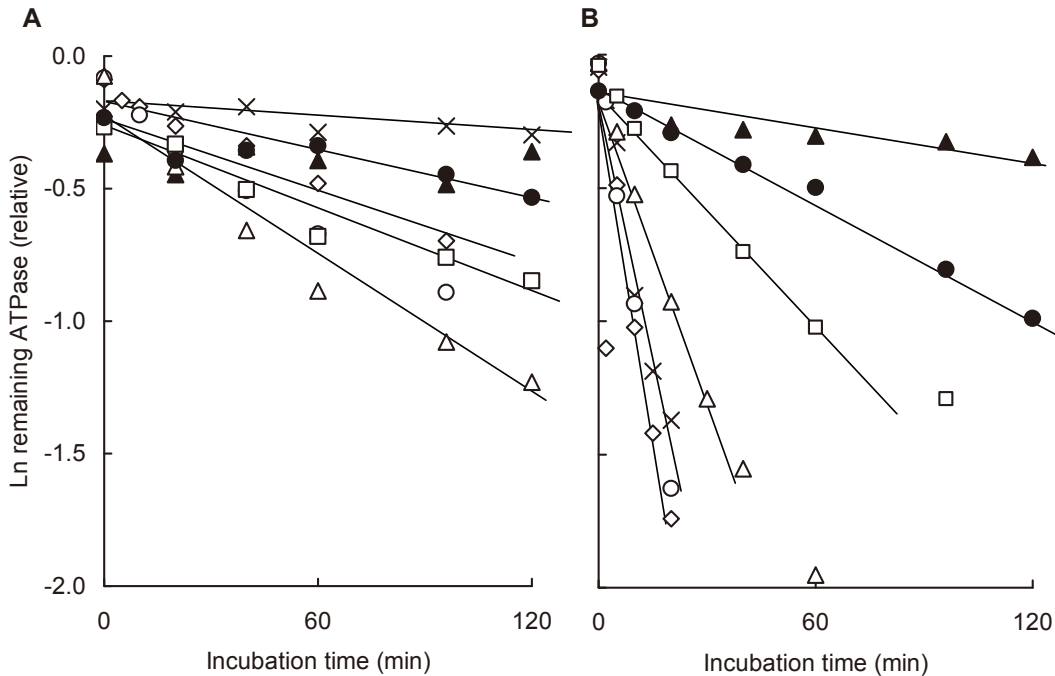 A
B
Ln remaining ATPase (relative)
0.0
-0.5
-1.0
-1.5
-2.0
0
60
120
0
60
120
Incubation time (min)
Incubation time (min)